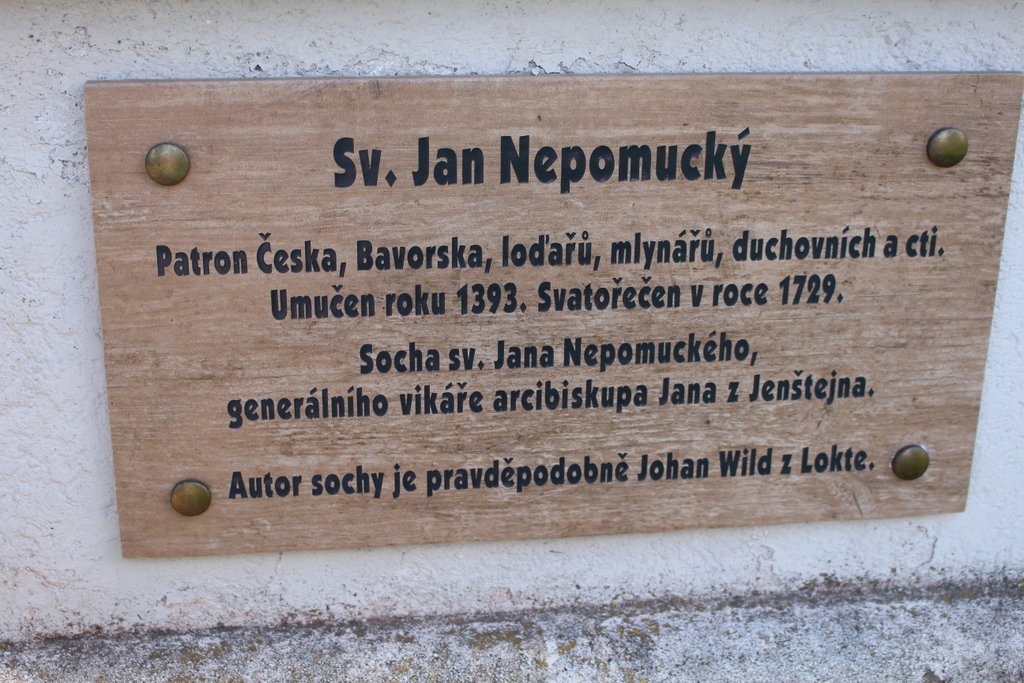 Sv. Jan Nepomucký
Patron Česka, Bavorska, loďařů, mlynářů, duchovních a cti.
Umučen roku 1393. Svatořečen v roce 1729.
Socha sv. Jana Nepomuckého,
generálního vikáře arcibiskupa Jana z Jenštejna.
Autor sochy je pravděpodobně Johan Wild z Lokte.